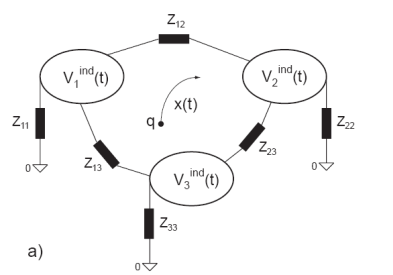 Z12
V1ind(t)
V2ind(t)
x(t)
q
Z11
Z22
Z13
Z23
V3ind(t)
0
0
Z33
a)
0